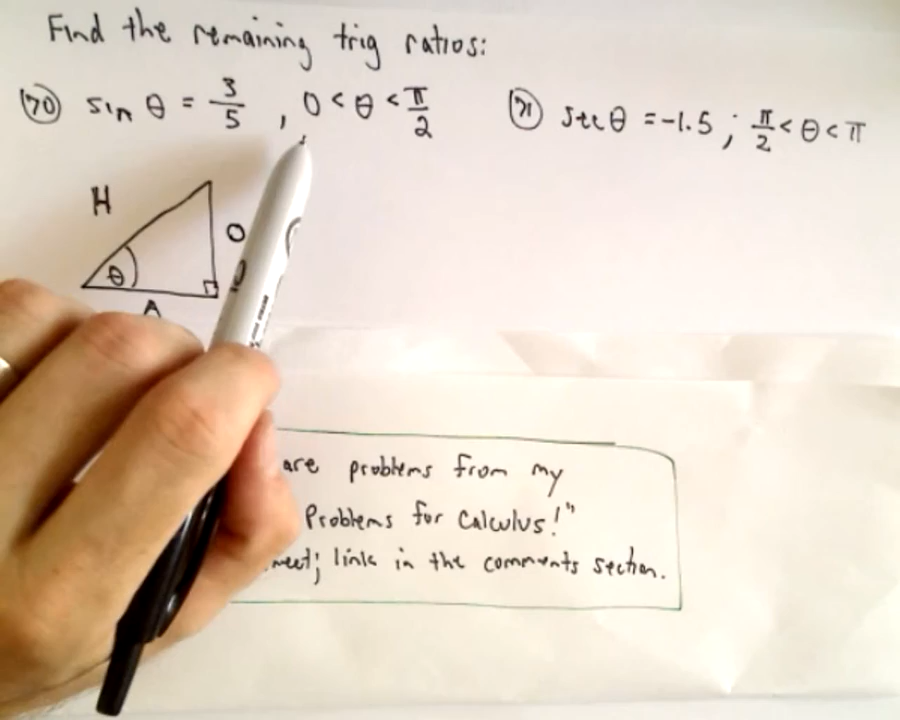 Find the remaining trig ratios:
70 sin θ = 3/5 , 0 < θ < π/2
71 sec θ = -1.5 ; π/2 < θ < π
H
O
θ
A
are problems from my
Problems for Calculus!"
link in the comments section.